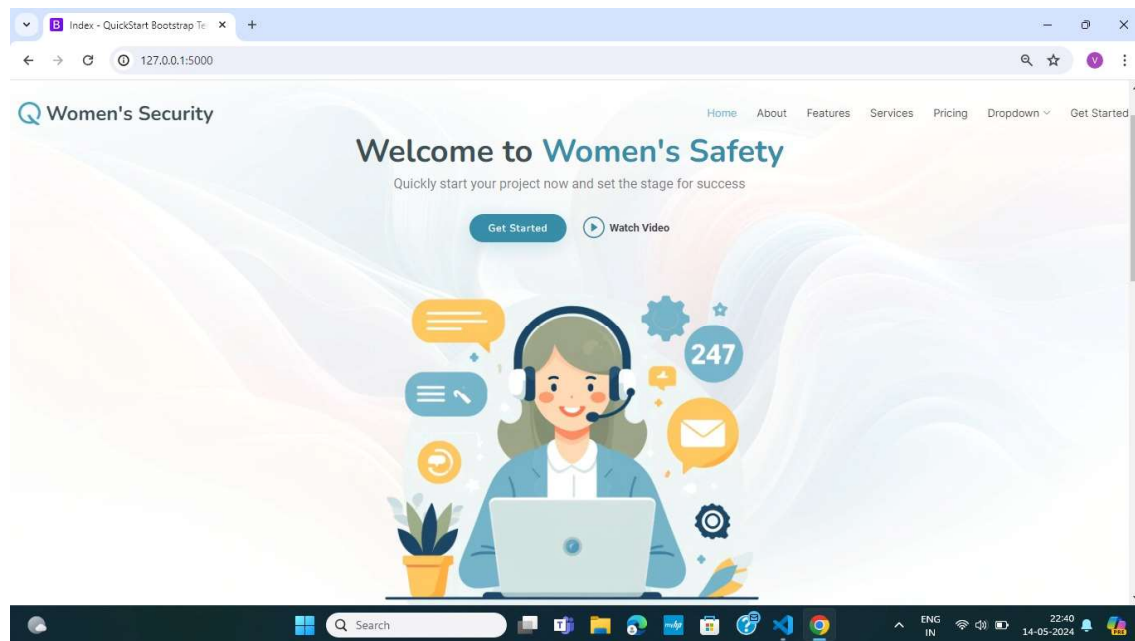 B Index - QuickStart Bootstrap Te
127.0.0.1:5000
V
Women's Security
Home About Features Services Pricing Dropdown Get Started
Welcome to Women's Safety
Quickly start your project now and set the stage for success
Get Started Watch Video
247
Search
ENG
IN
22:40
14-05-2024
PRE